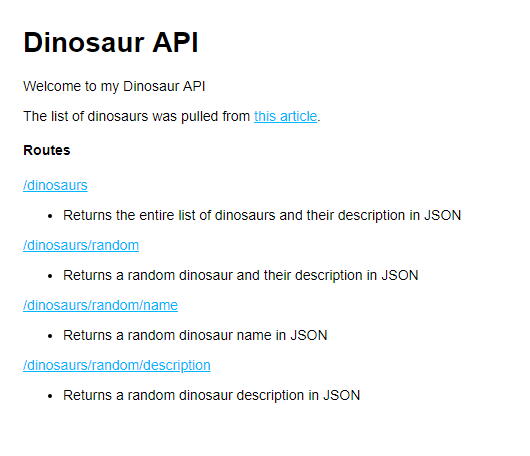 Dinosaur API
Welcome to my Dinosaur API
The list of dinosaurs was pulled from this article.
Routes
/dinosaurs
• Returns the entire list of dinosaurs and their description in JSON
/dinosaurs/random
• Returns a random dinosaur and their description in JSON
/dinosaurs/random/name
• Returns a random dinosaur name in JSON
/dinosaurs/random/description
• Returns a random dinosaur description in JSON